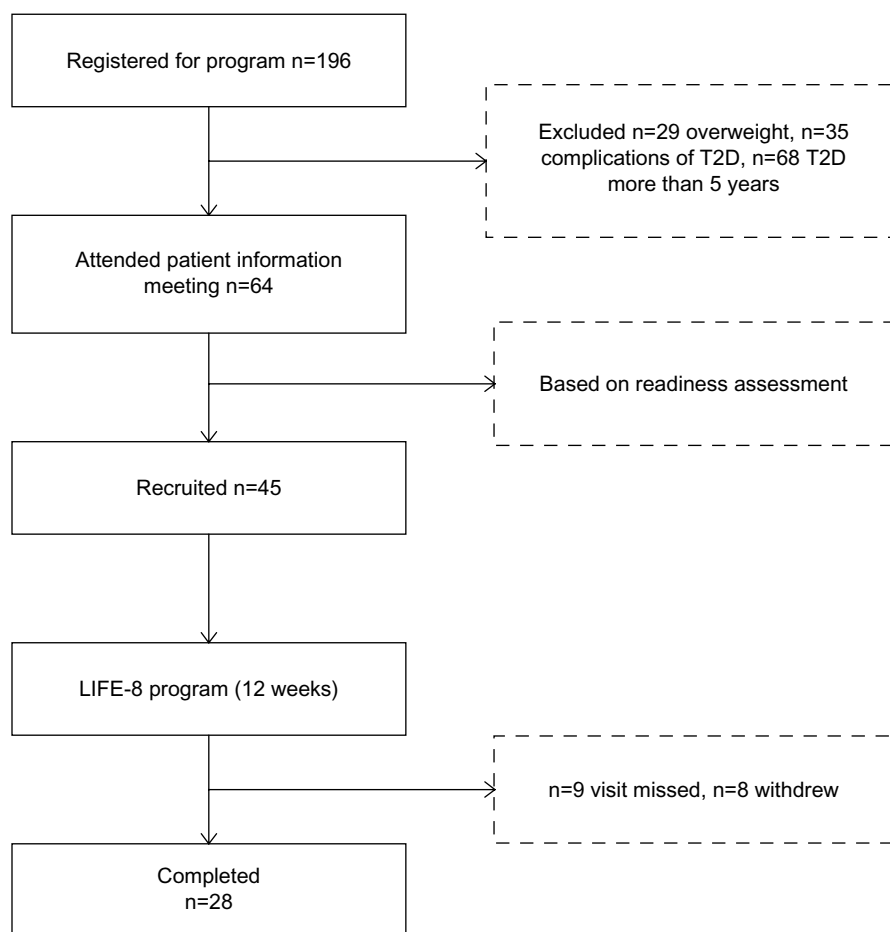 Registered for program n=196
Excluded n=29 overweight, n=35
complications of T2D, n=68 T2D
more than 5 years
Attended patient information
meeting n=64
Based on readiness assessment
Recruited n=45
LIFE-8 program (12 weeks)
n=9 visit missed, n=8 withdrew
Completed
n=28